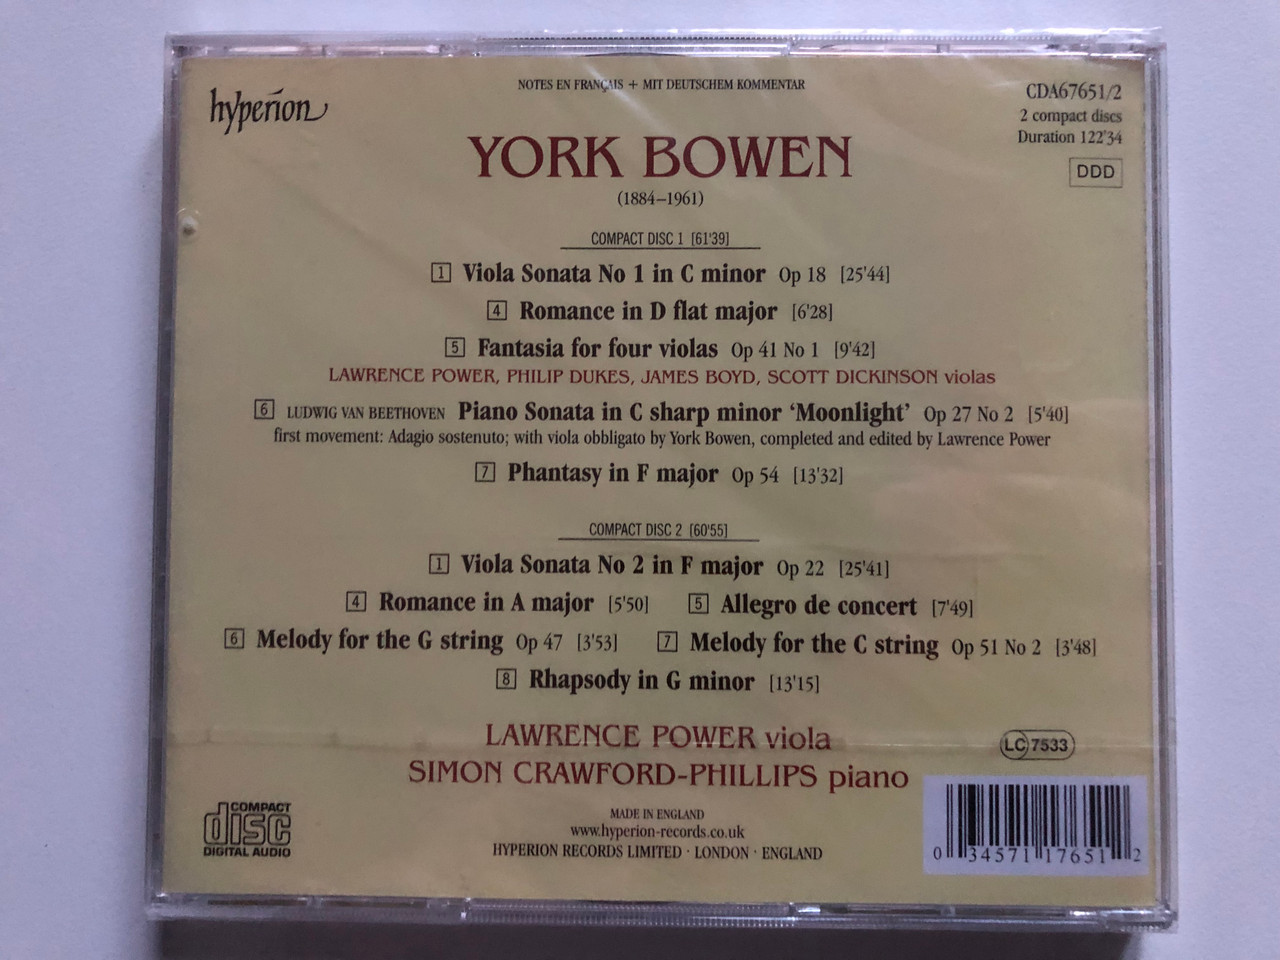 hyperion
NOTES EN FRANÇAIS + MIT DEUTSCHEM KOMMENTAR
CDA67651/2
2 compact discs
Duration 122'34
DDD
YORK BOWEN
(1884–1961)
COMPACT DISC 1 [61'39]
1 Viola Sonata No 1 in C minor Op 18 [25'44]
4 Romance in D flat major [6'28]
5 Fantasia for four violas Op 41 No 1 [9'42]
LAWRENCE POWER, PHILIP DUKES, JAMES BOYD, SCOTT DICKINSON violas
6 LUDWIG VAN BEETHOVEN Piano Sonata in C sharp minor ‘Moonlight’ Op 27 No 2 [5'40]
first movement: Adagio sostenuto; with viola obbligato by York Bowen, completed and edited by Lawrence Power
7 Phantasy in F major Op 54 [13'32]
COMPACT DISC 2 [60'55]
1 Viola Sonata No 2 in F major Op 22 [25'41]
4 Romance in A major [5'50] 5 Allegro de concert [7'49]
6 Melody for the G string Op 47 [3'53] 7 Melody for the C string Op 51 No 2 [3'48]
8 Rhapsody in G minor [13'15]
LAWRENCE POWER viola
SIMON CRAWFORD-PHILLIPS piano
LC 7533
COMPACT
disc
DIGITAL AUDIO
MADE IN ENGLAND
www.hyperion-records.co.uk
HYPERION RECORDS LIMITED · LONDON · ENGLAND
0 34571 17651 2